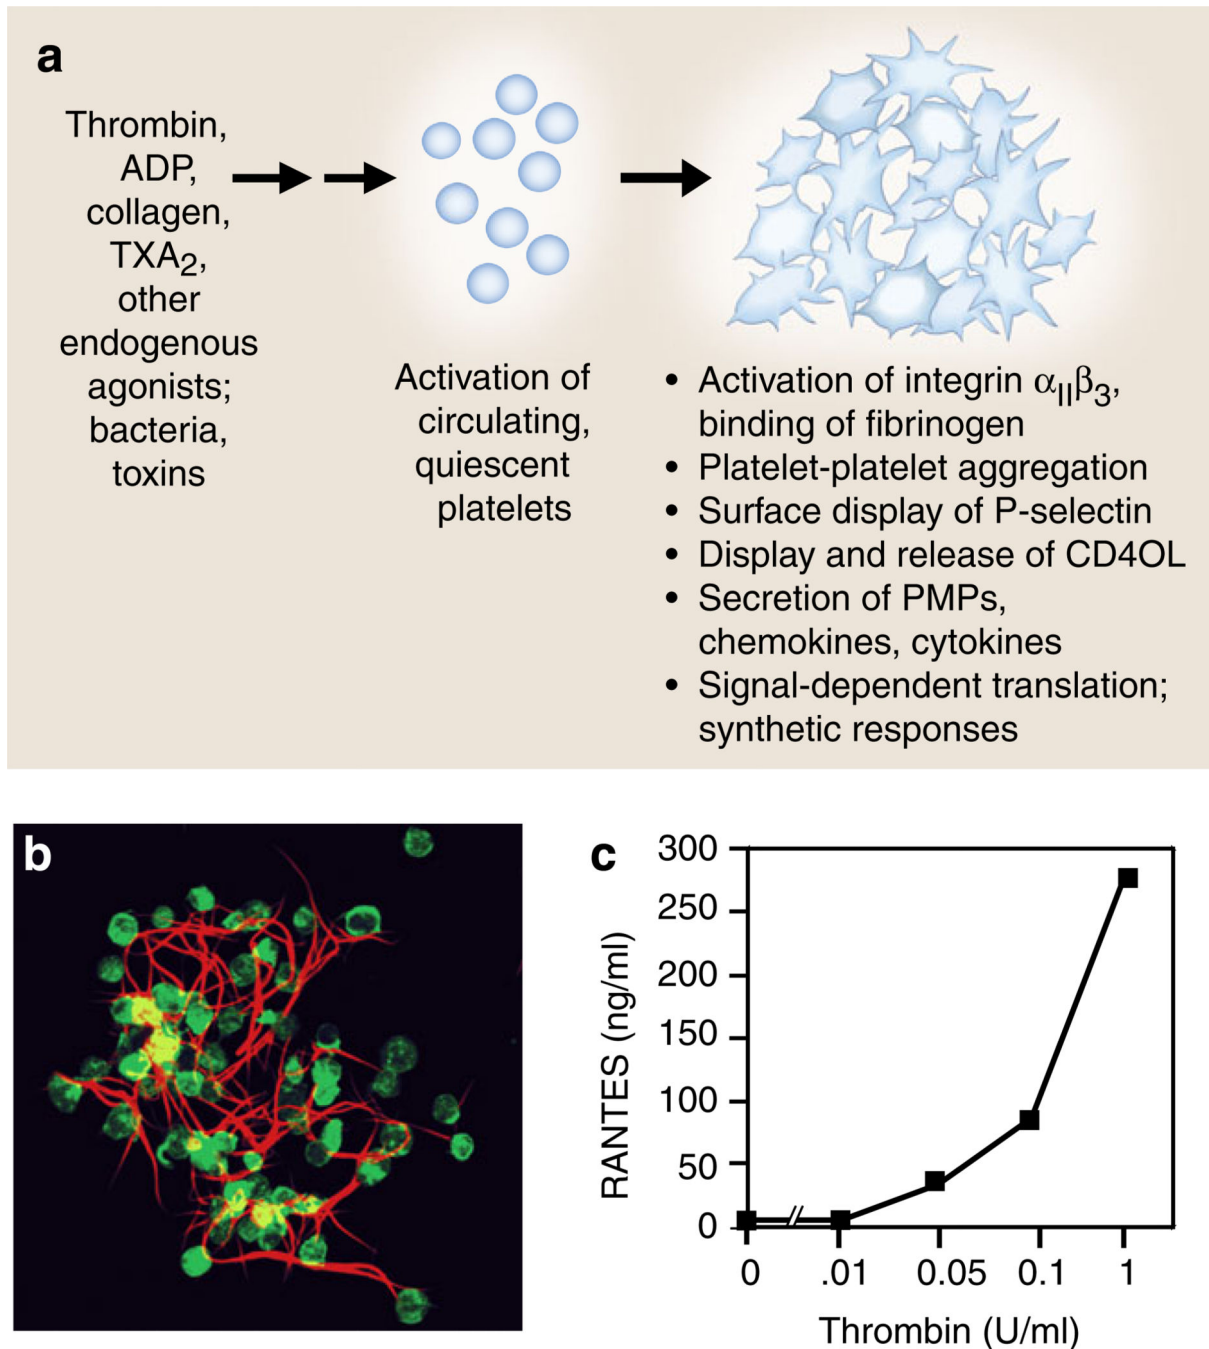 a
Thrombin,
ADP,
collagen,
TXA2,
other
endogenous
agonists;
bacteria,
toxins
Activation of
circulating,
quiescent
platelets
• Activation of integrin αIIβ3,
binding of fibrinogen
• Platelet-platelet aggregation
• Surface display of P-selectin
• Display and release of CD4OL
• Secretion of PMPs,
chemokines, cytokines
• Signal-dependent translation;
synthetic responses
b
c
RANTES (ng/ml)
300
250
200
150
100
50
0
0 .01 0.05 0.1 1
Thrombin (U/ml)